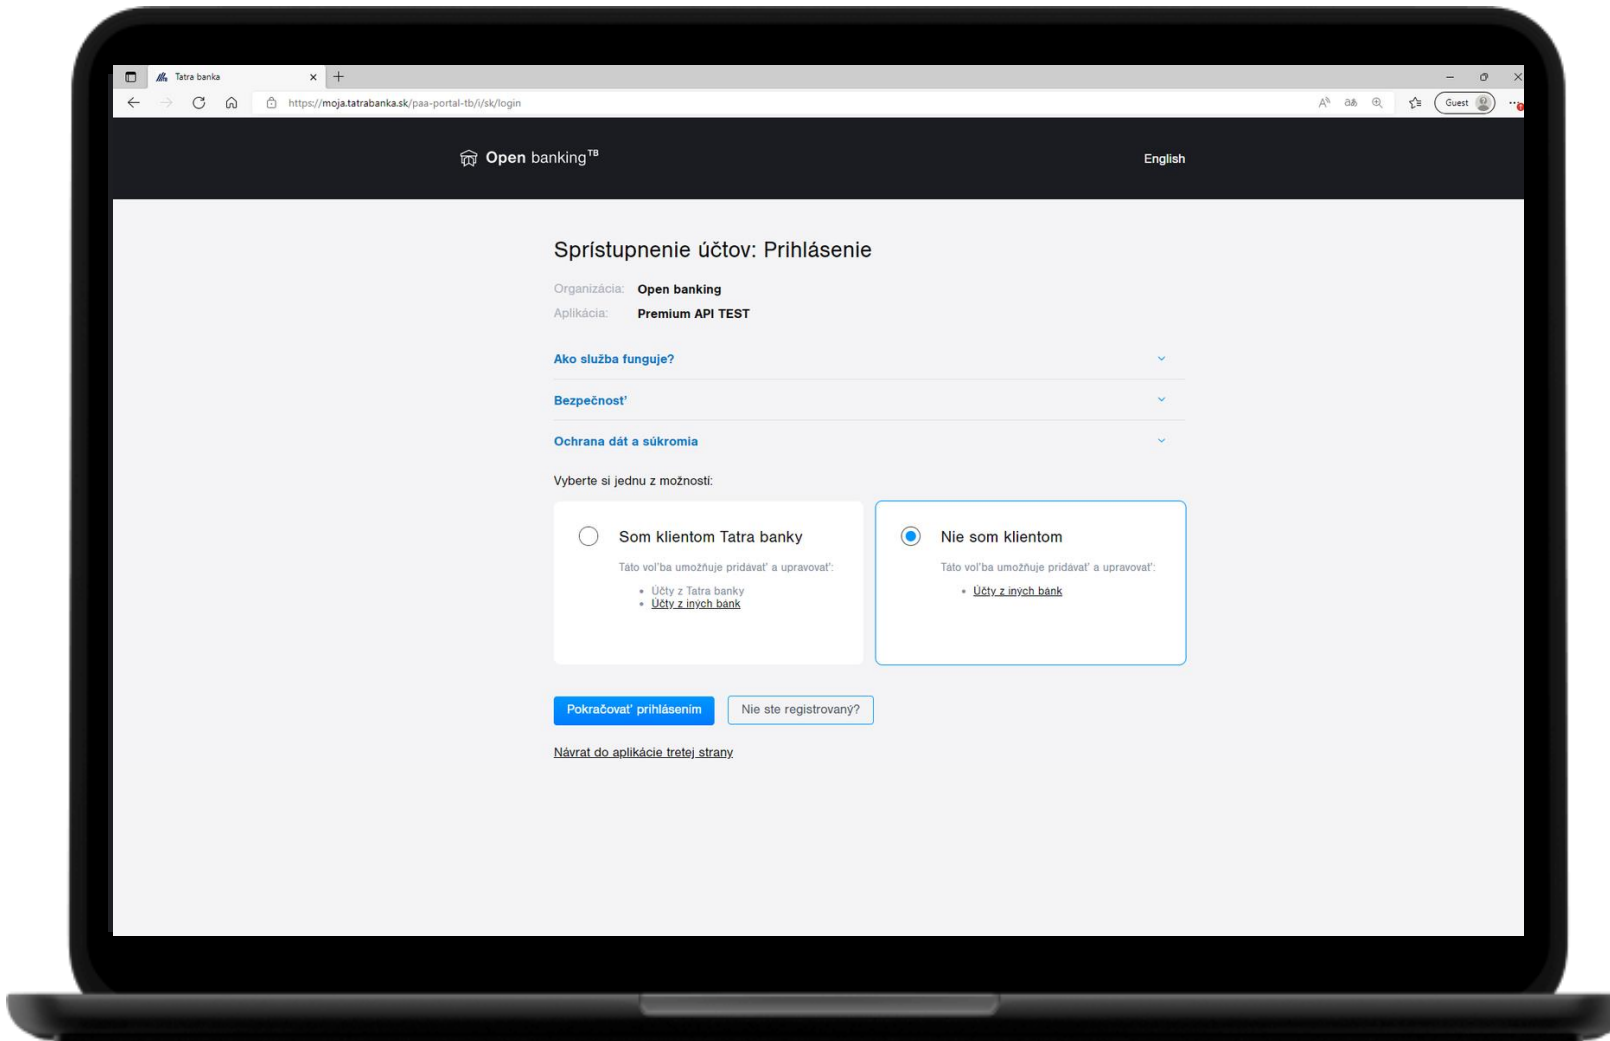 Tatra banka
https://moja.tatrabanka.sk/paa-portal-tb/i/sk/login
Guest
Open bankingTB
English
Sprístupnenie účtov: Prihlásenie
Organizácia: Open banking
Aplikácia: Premium API TEST
Ako služba funguje?
Bezpečnosť
Ochrana dát a súkromia
Vyberte si jednu z možností:
Som klientom Tatra banky
Táto voľba umožňuje pridávať a upravovať:
• Účty z Tatra banky
• Účty z iných bánk
Nie som klientom
Táto voľba umožňuje pridávať a upravovať:
• Účty z iných bánk
Pokračovať prihlásením
Nie ste registrovaný?
Návrat do aplikácie tretej strany